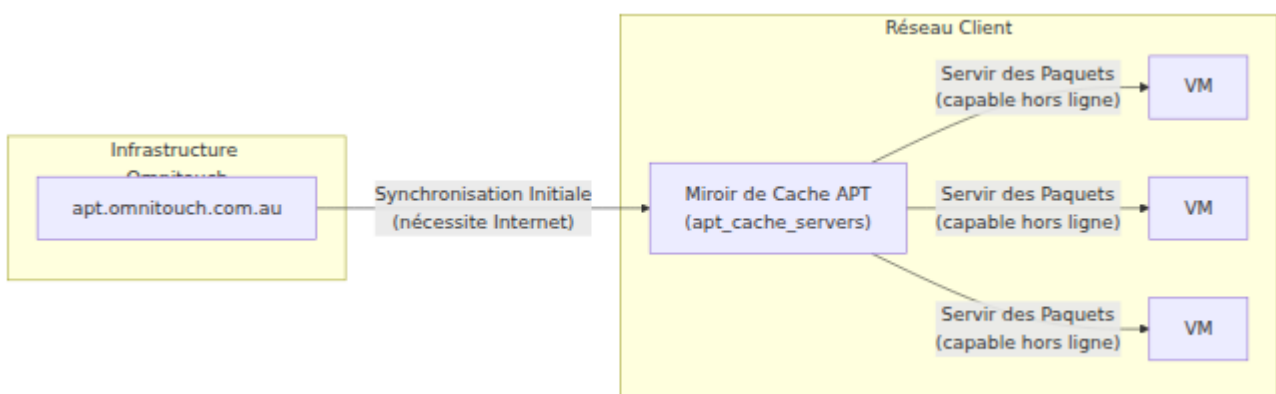 Réseau Client
Servir des Paquets
(capable hors ligne)
VM
Infrastructure
Omnitouch
apt.omnitouch.com.au
Synchronisation Initiale
(nécessite Internet)
Miroir de Cache APT
(apt_cache_servers)
Servir des Paquets
(capable hors ligne)
VM
Servir des Paquets
(capable hors ligne)
VM